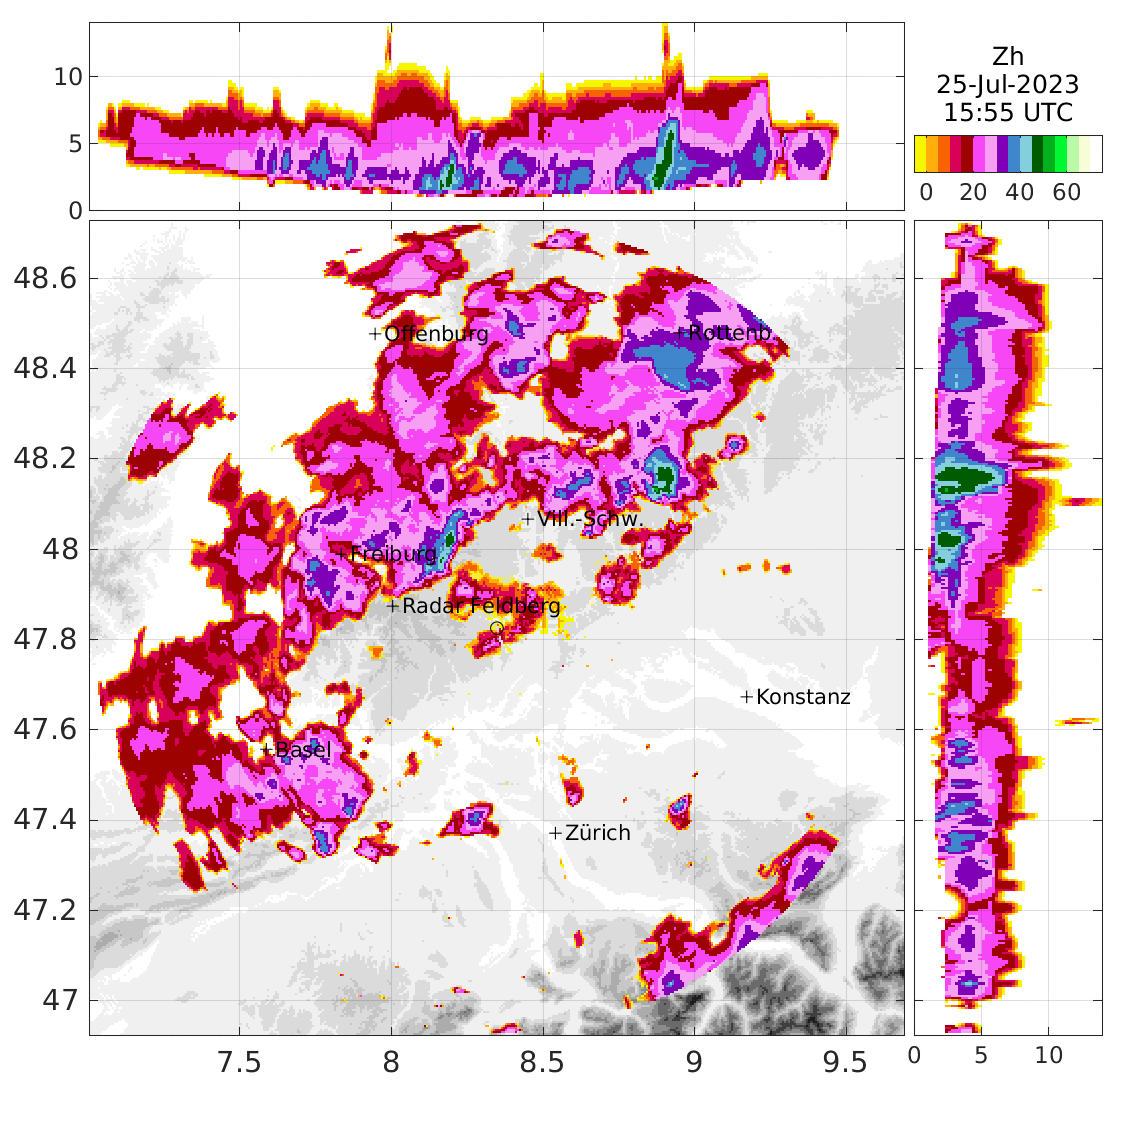 10
5
0
Zh
25-Jul-2023
15:55 UTC
0 20 40 60
48.6
48.4
48.2
48
47.8
47.6
47.4
47.2
47
Offenburg
Rottenb.
Vill.-Schw.
Freiburg
Radar Feldberg
Konstanz
Basel
Zürich
7.5 8 8.5 9 9.5
0 5 10